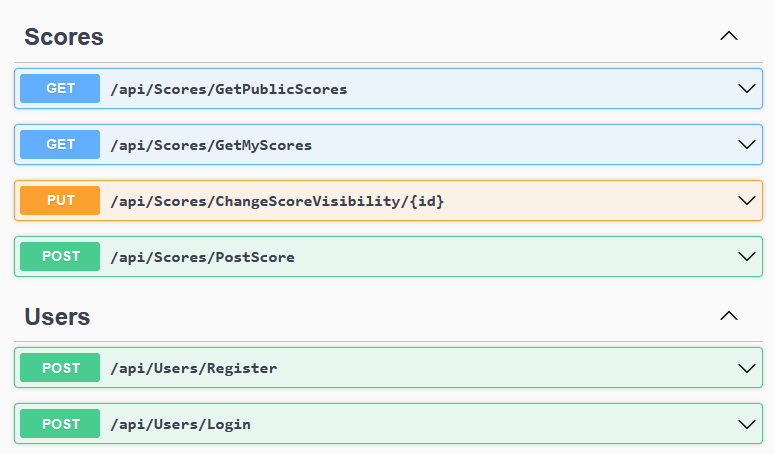 Scores
GET /api/Scores/GetPublicScores
GET /api/Scores/GetMyScores
PUT /api/Scores/ChangeScoreVisibility/{id}
POST /api/Scores/PostScore
Users
POST /api/Users/Register
POST /api/Users/Login